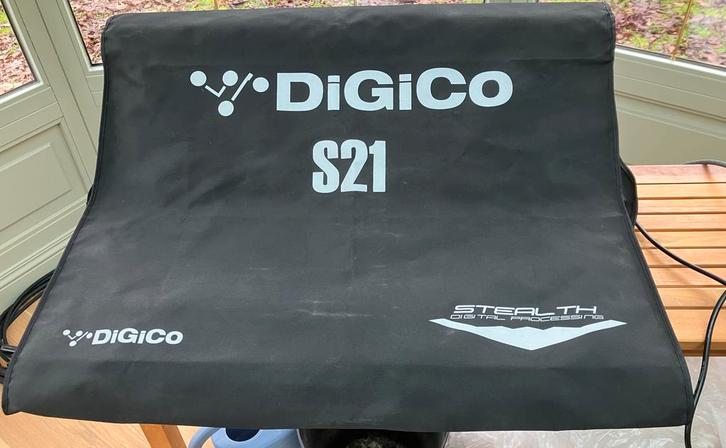 DiGiCo
S21
DiGiCo
STEALTH
DIGITAL PROCESSING